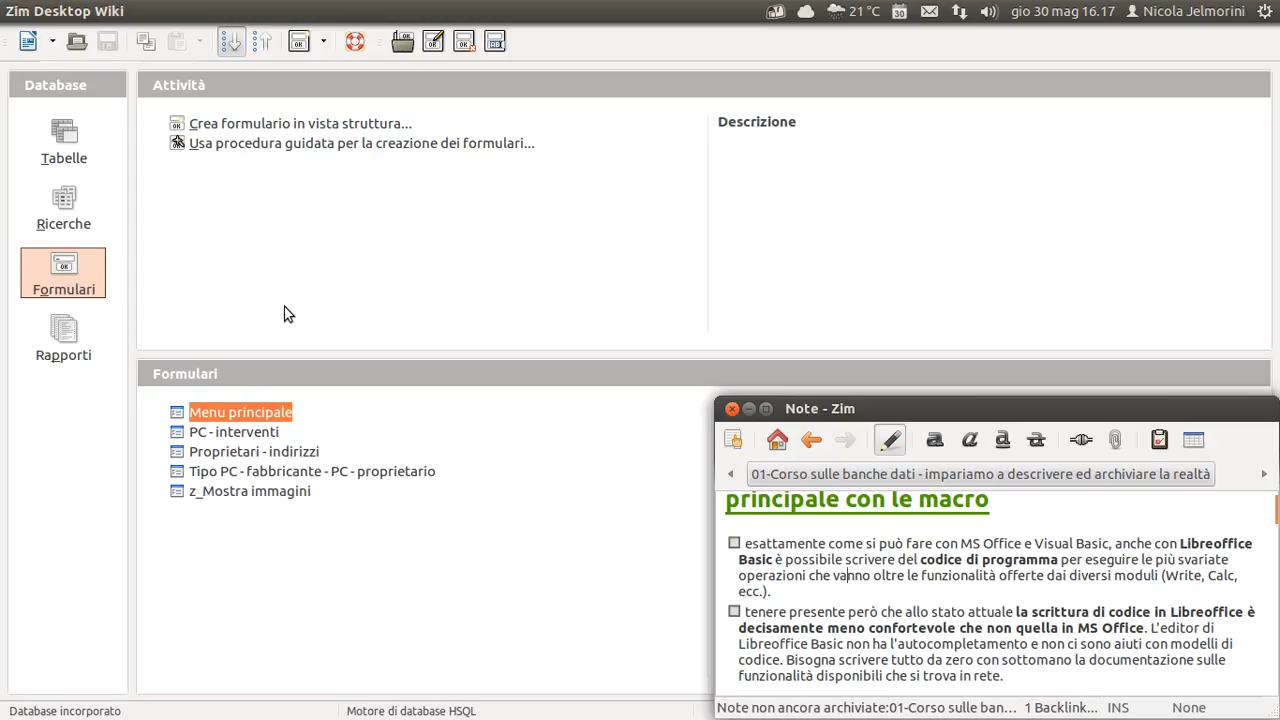 Zim Desktop Wiki
21 °C
30
gio 30 mag 16.17
Nicola Jelmorini
Database
Attività
Tabelle
Ricerche
Formulari
Rapporti
Crea formulario in vista struttura...
Usa procedura guidata per la creazione dei formulari...
Descrizione
Formulari
Menu principale
PC - interventi
Proprietari - indirizzi
Tipo PC - fabbricante - PC - proprietario
z_Mostra immagini
Note - Zim
01-Corso sulle banche dati - impariamo a descrivere ed archiviare la realtà
principale con le macro
esattamente come si può fare con MS Office e Visual Basic, anche con Libreoffice
Basic è possibile scrivere del codice di programma per eseguire le più svariate
operazioni che vanno oltre le funzionalità offerte dai diversi moduli (Write, Calc,
ecc.).
tenere presente però che allo stato attuale la scrittura di codice in Libreoffice è
decisamente meno confortevole che non quella in MS Office. L'editor di
Libreoffice Basic non ha l'autocompletamento e non ci sono aiuti con modelli di
codice. Bisogna scrivere tutto da zero con sottomano la documentazione sulle
funzionalità disponibili che si trova in rete.
Note non ancora archiviate:01-Corso sulle ban...
1 Backlink...
INS
None
Database incorporato
Motore di database HSQL